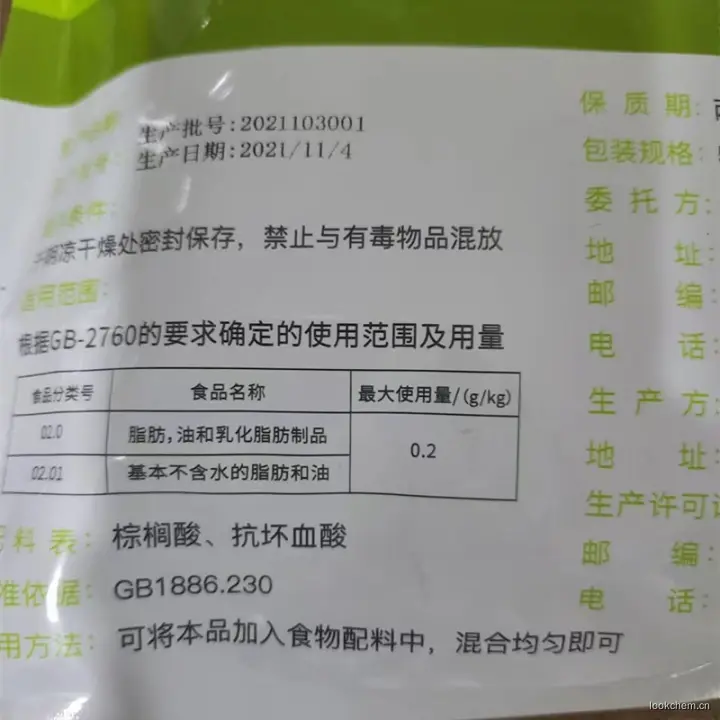 生产批号:2021103001
生产日期:2021/11/4
条件:
阴凉干燥处密封保存，禁止与有毒物品混放
适用范围:
根据GB-2760的要求确定的使用范围及用量
食品分类号 食品名称 最大使用量/(g/kg)
02.0 脂肪,油和乳化脂肪制品 0.2
02.01 基本不含水的脂肪和油
料表: 棕榈酸、抗坏血酸
准依据: GB1886.230
用方法: 可将本品加入食物配料中，混合均匀即可
保质期:
包装规格:
委托方:
地址:
邮编:
电话:
生产方:
地址:
生产许可
邮编:
电话:
lookchem.cn